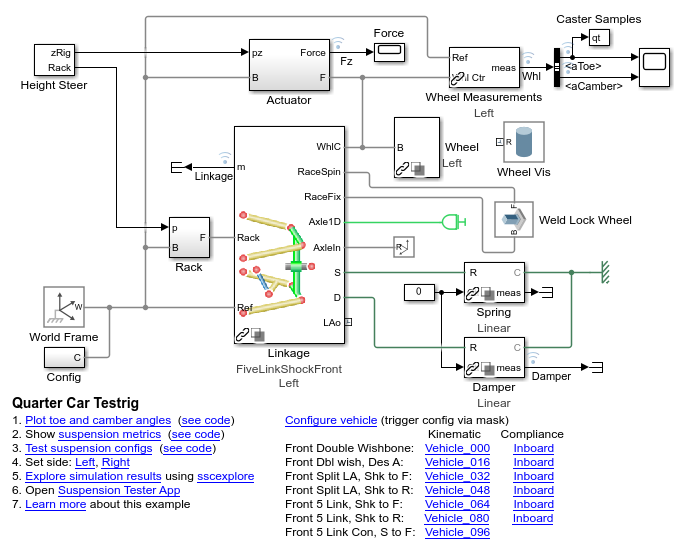 Caster Samples
qt
Force
zRig
Rack
Height Steer
pz
Force
B
F
Actuator
Fz
Ref
meas
Whl Ctr
Whl
Wheel Measurements
Left
<aToe>
<aCamber>
Linkage
m
WhlC
RaceSpin
RaceFix
Axle1D
AxleIn
S
D
LAo
Rack
Ref
Linkage
FiveLinkShockFront
Left
B
Wheel
Left
R
Wheel Vis
F
B
Weld Lock Wheel
R
p
B
F
Rack
W
World Frame
C
Config
0
R
C
meas
Spring
Linear
R
C
meas
Damper
Linear
Damper
Quarter Car Testrig
1. Plot toe and camber angles (see code)
2. Show suspension metrics (see code)
3. Test suspension configs (see code)
4. Set side: Left, Right
5. Explore simulation results using sscexplore
6. Open Suspension Tester App
7. Learn more about this example
Configure vehicle (trigger config via mask)
Kinematic Compliance
Front Double Wishbone: Vehicle_000 Inboard
Front Dbl wish, Des A: Vehicle_016 Inboard
Front Split LA, Shk to F: Vehicle_032 Inboard
Front Split LA, Shk to R: Vehicle_048 Inboard
Front 5 Link, Shk to F: Vehicle_064 Inboard
Front 5 Link, Shk to R: Vehicle_080 Inboard
Front 5 Link Con, S to F: Vehicle_096